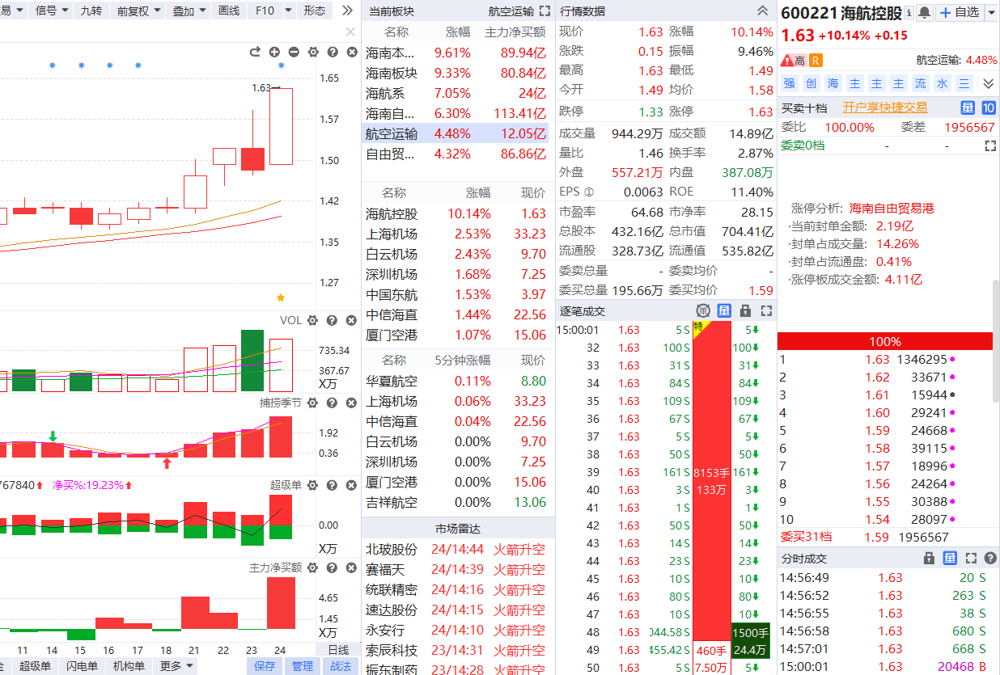 易 信号 九转 前复权 叠加 画线 F10 形态
1.63
1.65
1.57
1.50
1.42
1.35
1.27
VOL
735.34
367.67
X万
捕捞季节
1.92
0.36
767840 净买%:19.23% 超级单
0.00
X万
主力净买额
4.65
1.45
X万
11 14 15 16 17 18 21 22 23 24 日线
超级单 闪电单 机构单 更多 保存 管理 战法
当前板块 航空运输
名称 涨幅 主力净买额
海南本... 9.61% 89.94亿
海南板块 9.33% 80.84亿
海航系 7.05% 24亿
海南自... 6.30% 113.41亿
航空运输 4.48% 12.05亿
自由贸... 4.32% 86.86亿
名称 涨幅 现价
海航控股 10.14% 1.63
上海机场 2.53% 33.23
白云机场 2.43% 9.70
深圳机场 1.68% 7.25
中国东航 1.53% 3.97
中信海直 1.44% 22.56
厦门空港 1.07% 15.06
名称 5分钟涨幅 现价
华夏航空 0.11% 8.80
上海机场 0.06% 33.23
中信海直 0.04% 22.56
白云机场 0.00% 9.70
深圳机场 0.00% 7.25
厦门空港 0.00% 15.06
吉祥航空 0.00% 13.06
市场雷达
北玻股份 24/14:44 火箭升空
赛福天 24/14:39 火箭升空
统联精密 24/14:16 火箭升空
速达股份 24/14:15 火箭升空
永安行 24/14:10 火箭升空
索辰科技 23/14:31 火箭升空
振东制药 23/14:28 火箭升空
行情数据
现价 1.63 涨幅 10.14%
涨跌 0.15 振幅 9.46%
最高 1.63 最低 1.49
今开 1.49 均价 1.58
跌停 1.33 涨停 1.63
成交量 944.29万 成交额 14.89亿
量比 1.46 换手率 2.87%
外盘 557.21万 内盘 387.08万
EPS ① 0.0063 ROE 11.40%
市盈率 64.68 市净率 28.15
总股本 432.16亿 总市值 704.41亿
流通股 328.73亿 流通值 535.82亿
委卖总量 - 委卖均价 -
委买总量 195.66万 委买均价 1.59
逐笔成交 单 量
15:00:01 1.63 5 S 特 5
32 1.63 100 S 100
33 1.63 31 S 31
34 1.63 84 S 84
35 1.63 109 S 109
36 1.63 67 S 67
37 1.63 5 S 5
38 1.63 50 S 50
39 1.63 161 S 8153手 161
40 1.63 3 S 133万 3
41 1.63 1 S 1
42 1.63 50 S 50
43 1.63 14 S 14
44 1.63 23 S 23
45 1.63 10 S 10
46 1.63 80 S 80
47 1.63 10 S 10
48 1.63 044.58 S 1500手
49 1.63 455.42 S 460手 24.4万
50 1.63 5 S 7.50万 5
600221 海航控股 自选
1.63 +10.14% +0.15
高 R 航空运输: 4.48%
强 创 海 主 主 主 流 水 三
买卖十档 开户享快捷交易 量 10
委比 100.00% 委差 1956567
委卖0档 - -
涨停分析: 海南自由贸易港
·当前封单金额: 2.19亿
·封单占成交量: 14.26%
·封单占流通盘: 0.41%
·涨停板成交金额: 4.11亿
100%
1 1.63 1346295
2 1.62 33671
3 1.61 15944
4 1.60 29241
5 1.59 24668
6 1.58 39115
7 1.57 18996
8 1.56 24264
9 1.55 30388
10 1.54 28097
委买31档 1.59 1956567
分时成交 量
14:56:49 1.63 20 S
14:56:52 1.63 263 S
14:56:55 1.63 38 S
14:56:58 1.63 680 S
14:57:01 1.63 668 S
15:00:01 1.63 20468 B